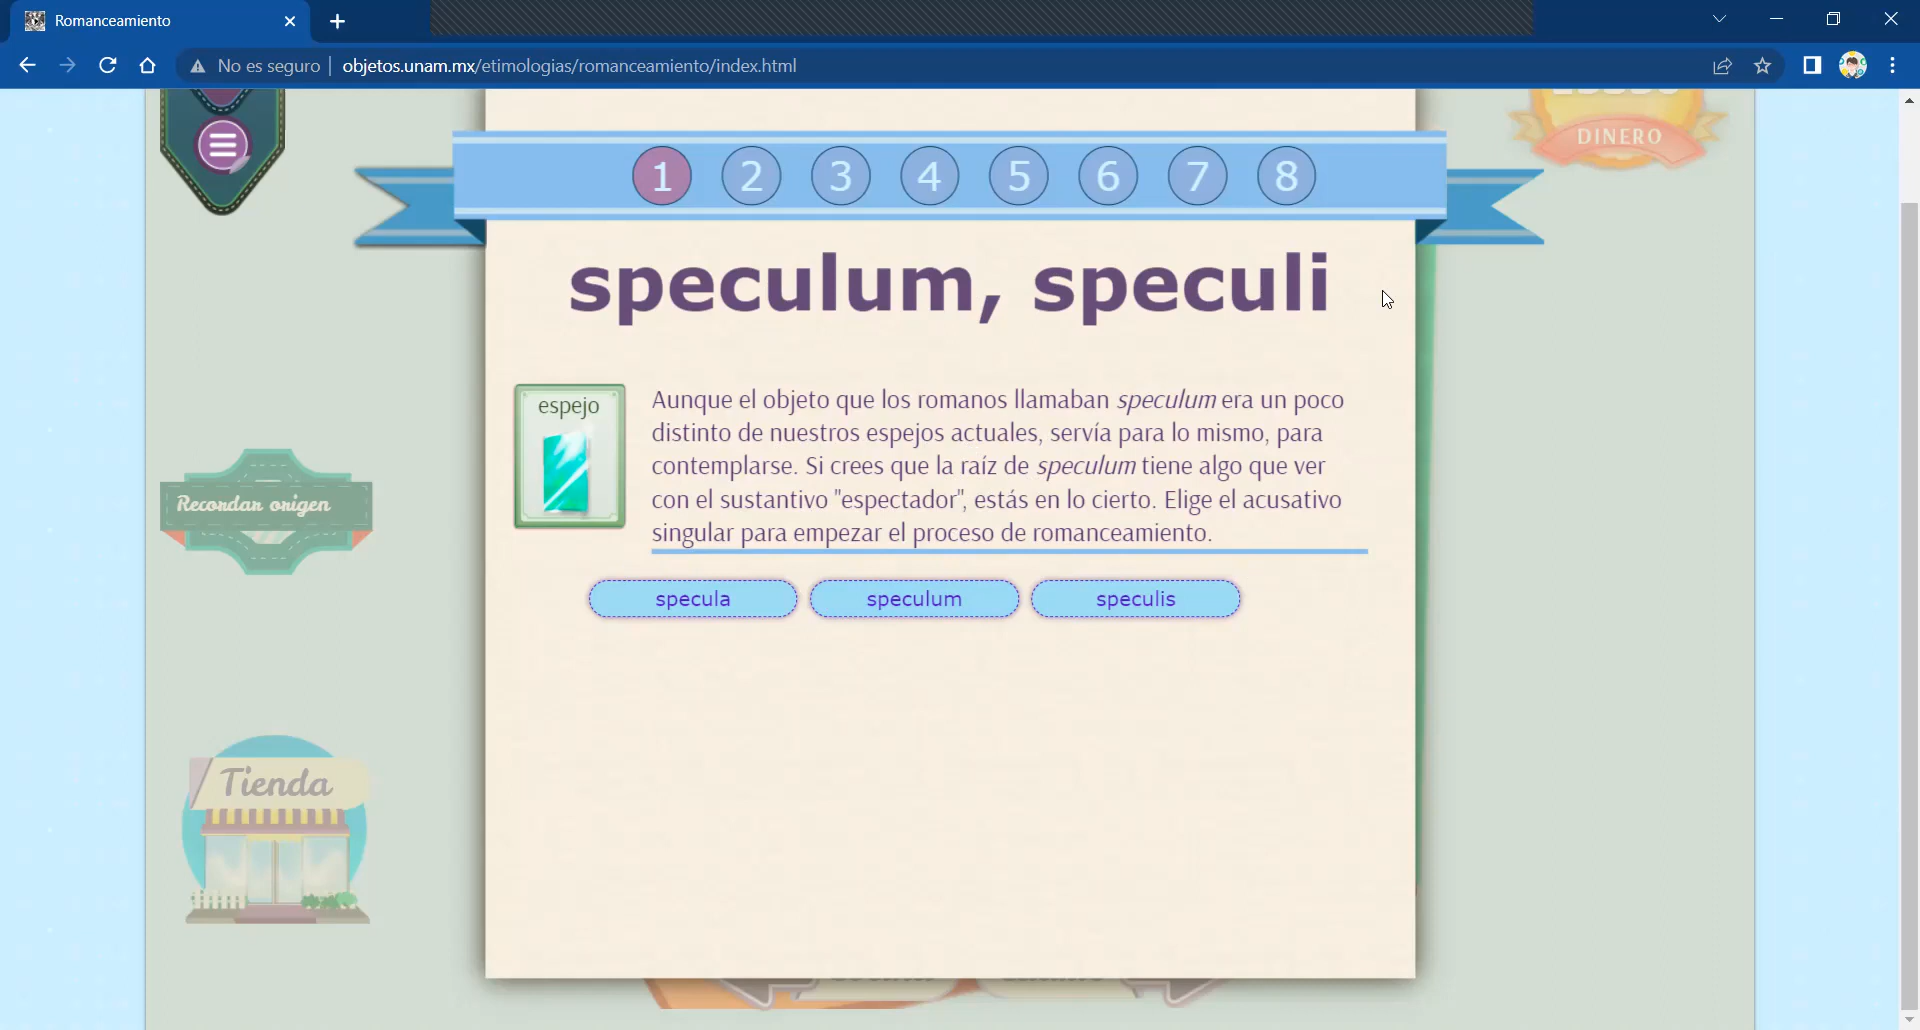 Romanceamiento
No es seguro
objetos.unam.mx/etimologias/romanceamiento/index.html
DINERO
1 2 3 4 5 6 7 8
speculum, speculi
espejo
Aunque el objeto que los romanos llamaban speculum era un poco
distinto de nuestros espejos actuales, servía para lo mismo, para
contemplarse. Si crees que la raíz de speculum tiene algo que ver
con el sustantivo "espectador", estás en lo cierto. Elige el acusativo
singular para empezar el proceso de romanceamiento.
specula speculum speculis
Recordar origen
Tienda